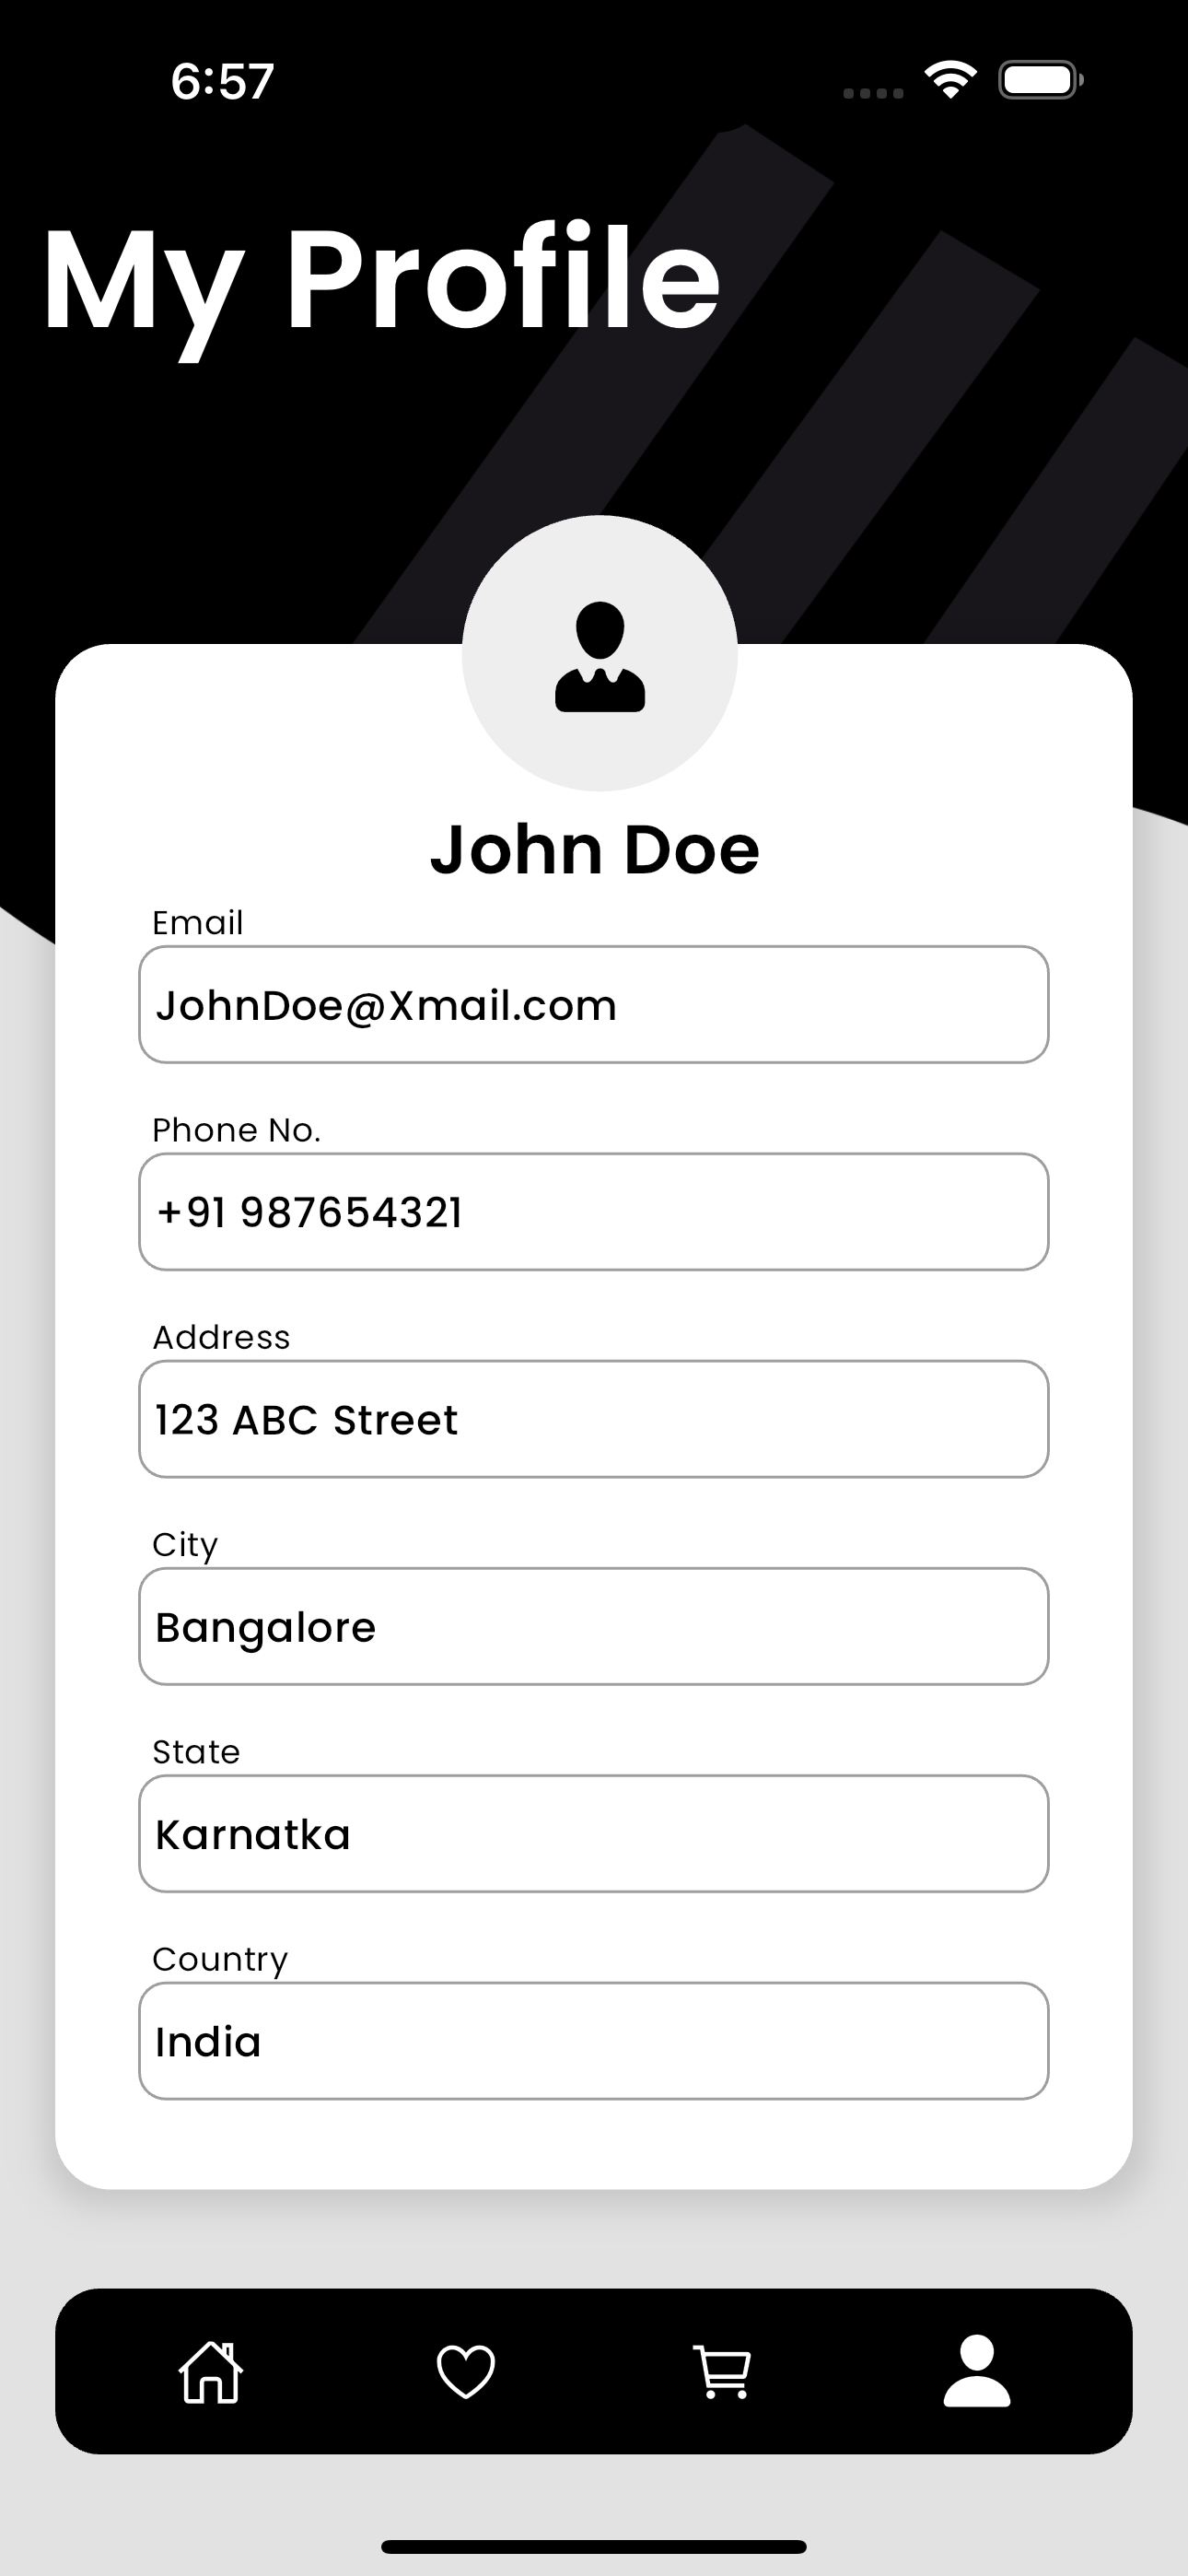 6:57
My Profile
John Doe
Email
JohnDoe@Xmail.com
Phone No.
+91 987654321
Address
123 ABC Street
City
Bangalore
State
Karnatka
Country
India